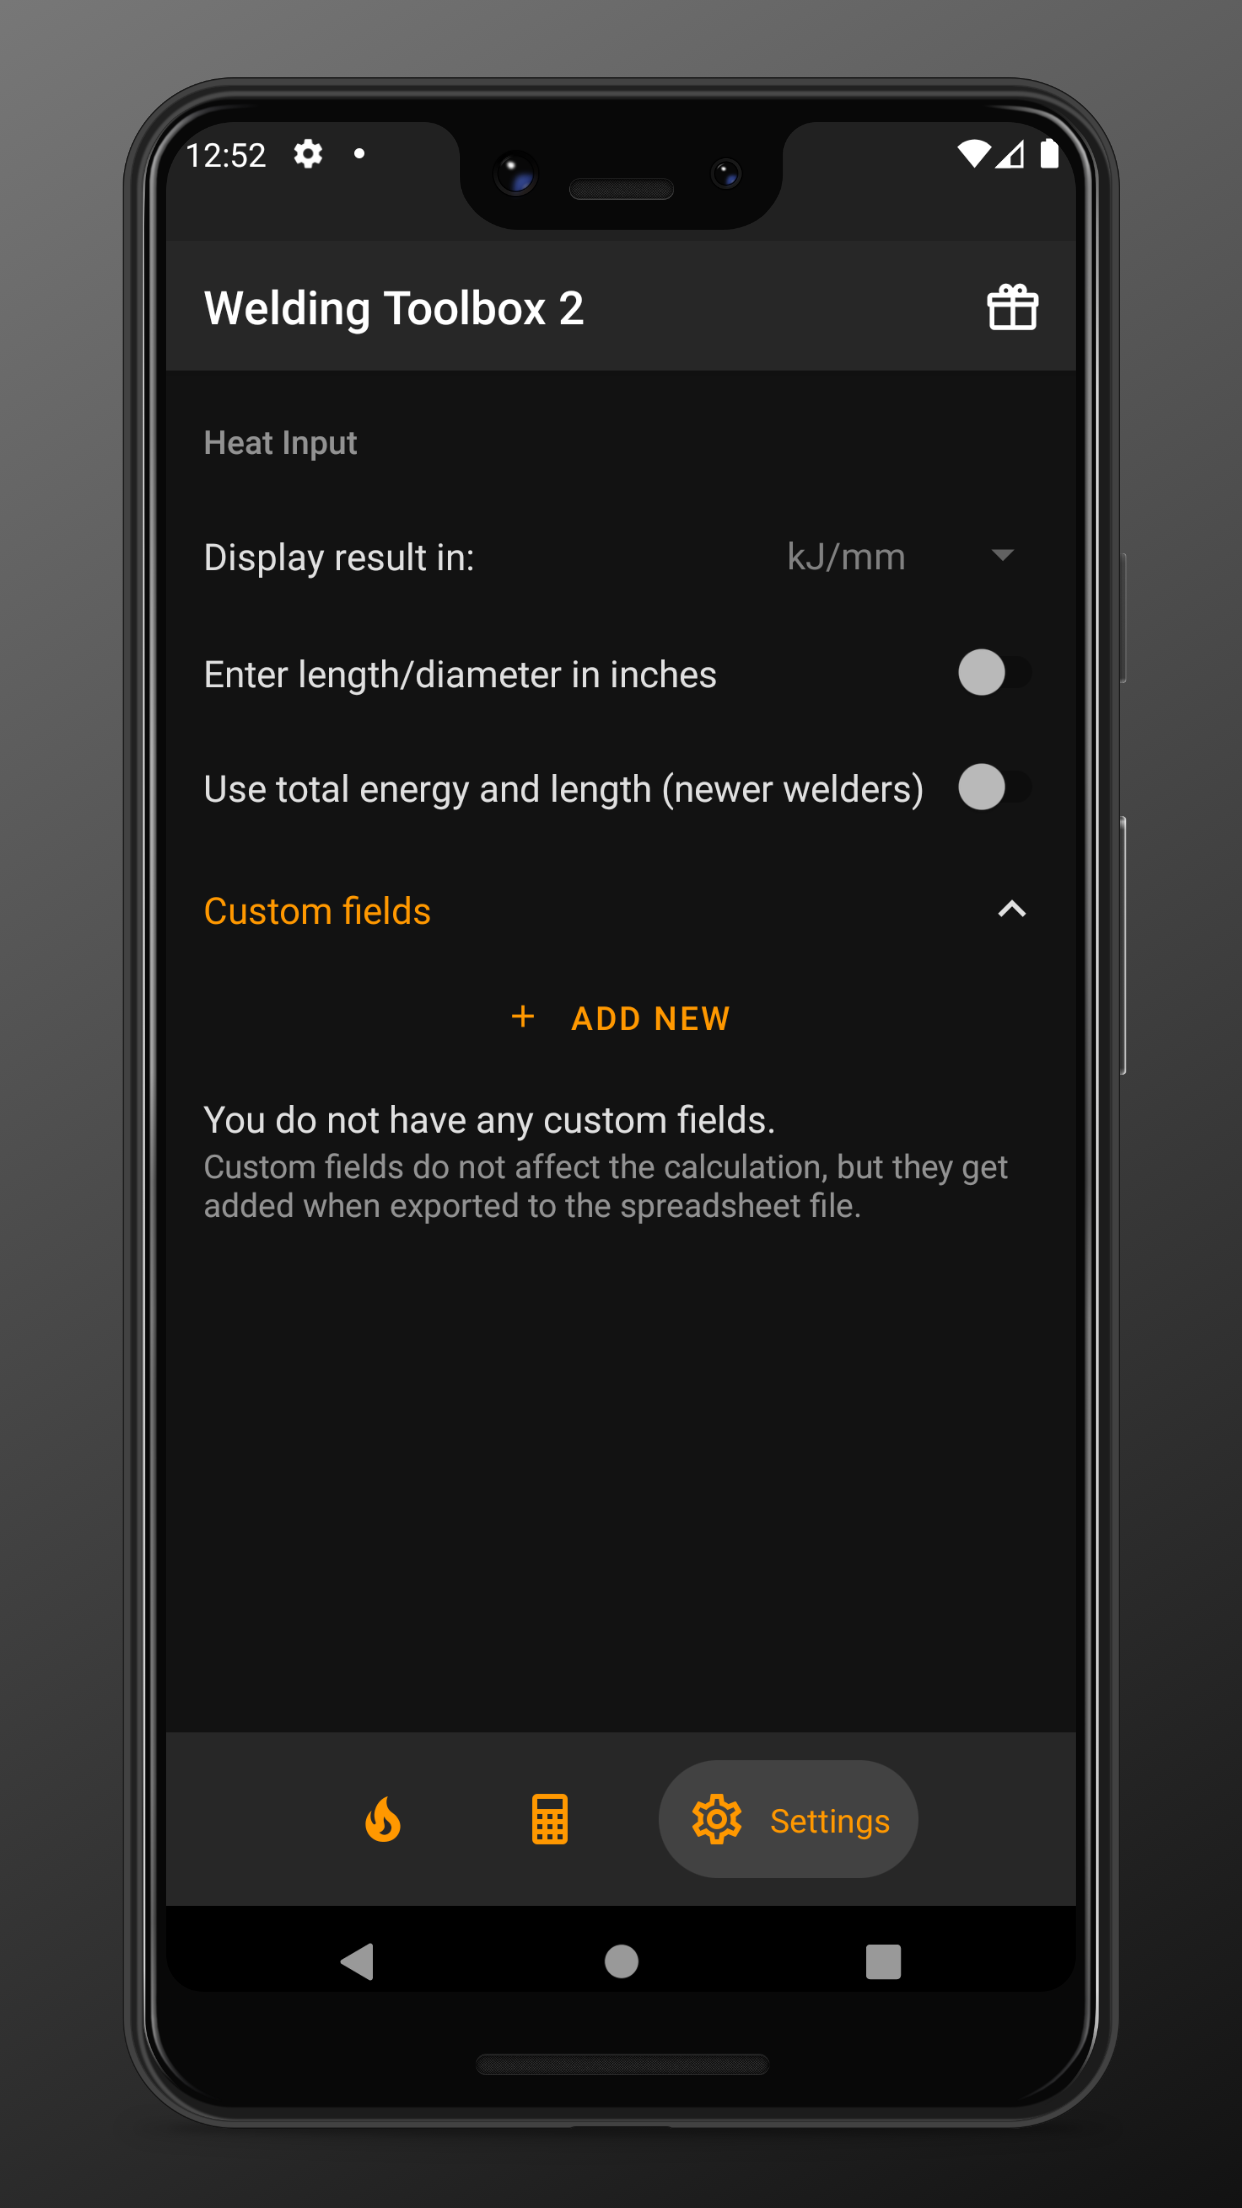 12:52
Welding Toolbox 2
Heat Input
Display result in: kJ/mm
Enter length/diameter in inches
Use total energy and length (newer welders)
Custom fields
+ ADD NEW
You do not have any custom fields.
Custom fields do not affect the calculation, but they get
added when exported to the spreadsheet file.
Settings